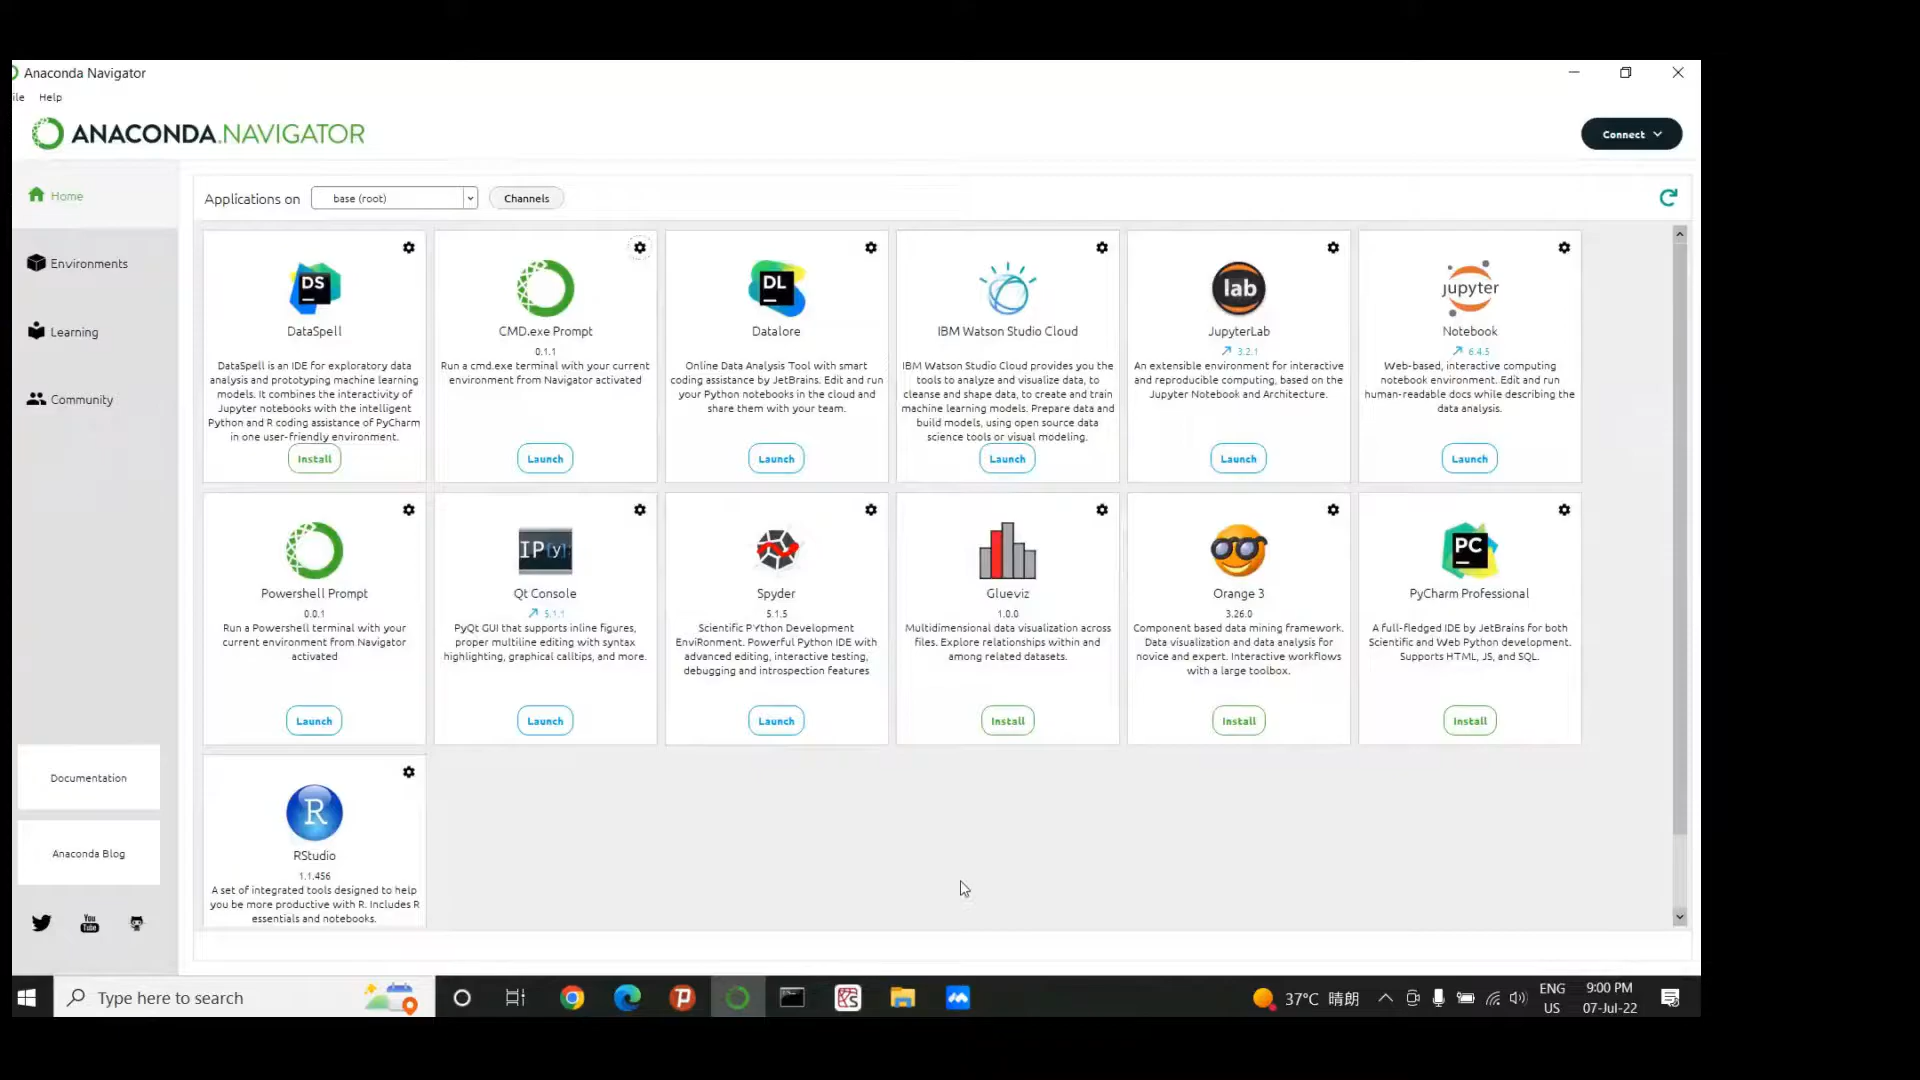 Anaconda Navigator
ile Help
ANACONDA.NAVIGATOR
Connect
Home
Applications on base (root) Channels
Environments
Learning
Community
DS
DataSpell
DataSpell is an IDE for exploratory data
analysis and prototyping machine learning
models. It combines the interactivity of
Jupyter notebooks with the intelligent
Python and R coding assistance of PyCharm
in one user-friendly environment.
Install
CMD.exe Prompt
0.1.1
Run a cmd.exe terminal with your current
environment from Navigator activated
Launch
DL
Datalore
Online Data Analysis Tool with smart
coding assistance by JetBrains. Edit and run
your Python notebooks in the cloud and
share them with your team.
Launch
IBM Watson Studio Cloud
IBM Watson Studio Cloud provides you the
tools to analyze and visualize data, to
cleanse and shape data, to create and train
machine learning models. Prepare data and
build models, using open source data
science tools or visual modeling.
Launch
lab
JupyterLab
3.2.1
An extensible environment for interactive
and reproducible computing, based on the
Jupyter Notebook and Architecture.
Launch
jupyter
Notebook
6.4.5
Web-based, interactive computing
notebook environment. Edit and run
human-readable docs while describing the
data analysis.
Launch
Powershell Prompt
0.0.1
Run a Powershell terminal with your
current environment from Navigator
activated
Launch
IP[y]:
Qt Console
5.1.1
PyQt GUI that supports inline figures,
proper multiline editing with syntax
highlighting, graphical calltips, and more.
Launch
Spyder
5.1.5
Scientific PYthon Development
EnviRonment. Powerful Python IDE with
advanced editing, interactive testing,
debugging and introspection features
Launch
Glueviz
1.0.0
Multidimensional data visualization across
files. Explore relationships within and
among related datasets.
Install
Orange 3
3.26.0
Component based data mining framework.
Data visualization and data analysis for
novice and expert. Interactive workflows
with a large toolbox.
Install
PC
PyCharm Professional
A full-fledged IDE by JetBrains for both
Scientific and Web Python development.
Supports HTML, JS, and SQL.
Install
R
RStudio
1.1.456
A set of integrated tools designed to help
you be more productive with R. Includes R
essentials and notebooks.
Documentation
Anaconda Blog
You
Tube
Type here to search
37°C 晴朗
ENG
US
9:00 PM
07-Jul-22